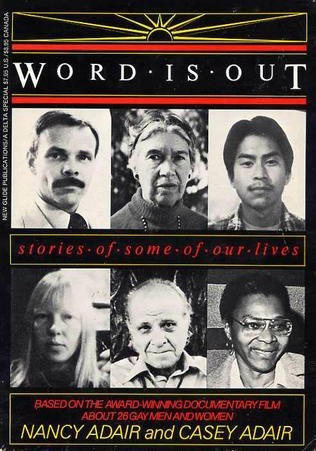 WORD·IS·OUT
stories·of·some·of·our·lives
BASED ON THE AWARD-WINNING DOCUMENTARY FILM
ABOUT 26 GAY MEN AND WOMEN
NANCY ADAIR and CASEY ADAIR
NEW GLIDE PUBLICATIONS/A DELTA SPECIAL $7.95 U.S./$8.95 CANADA